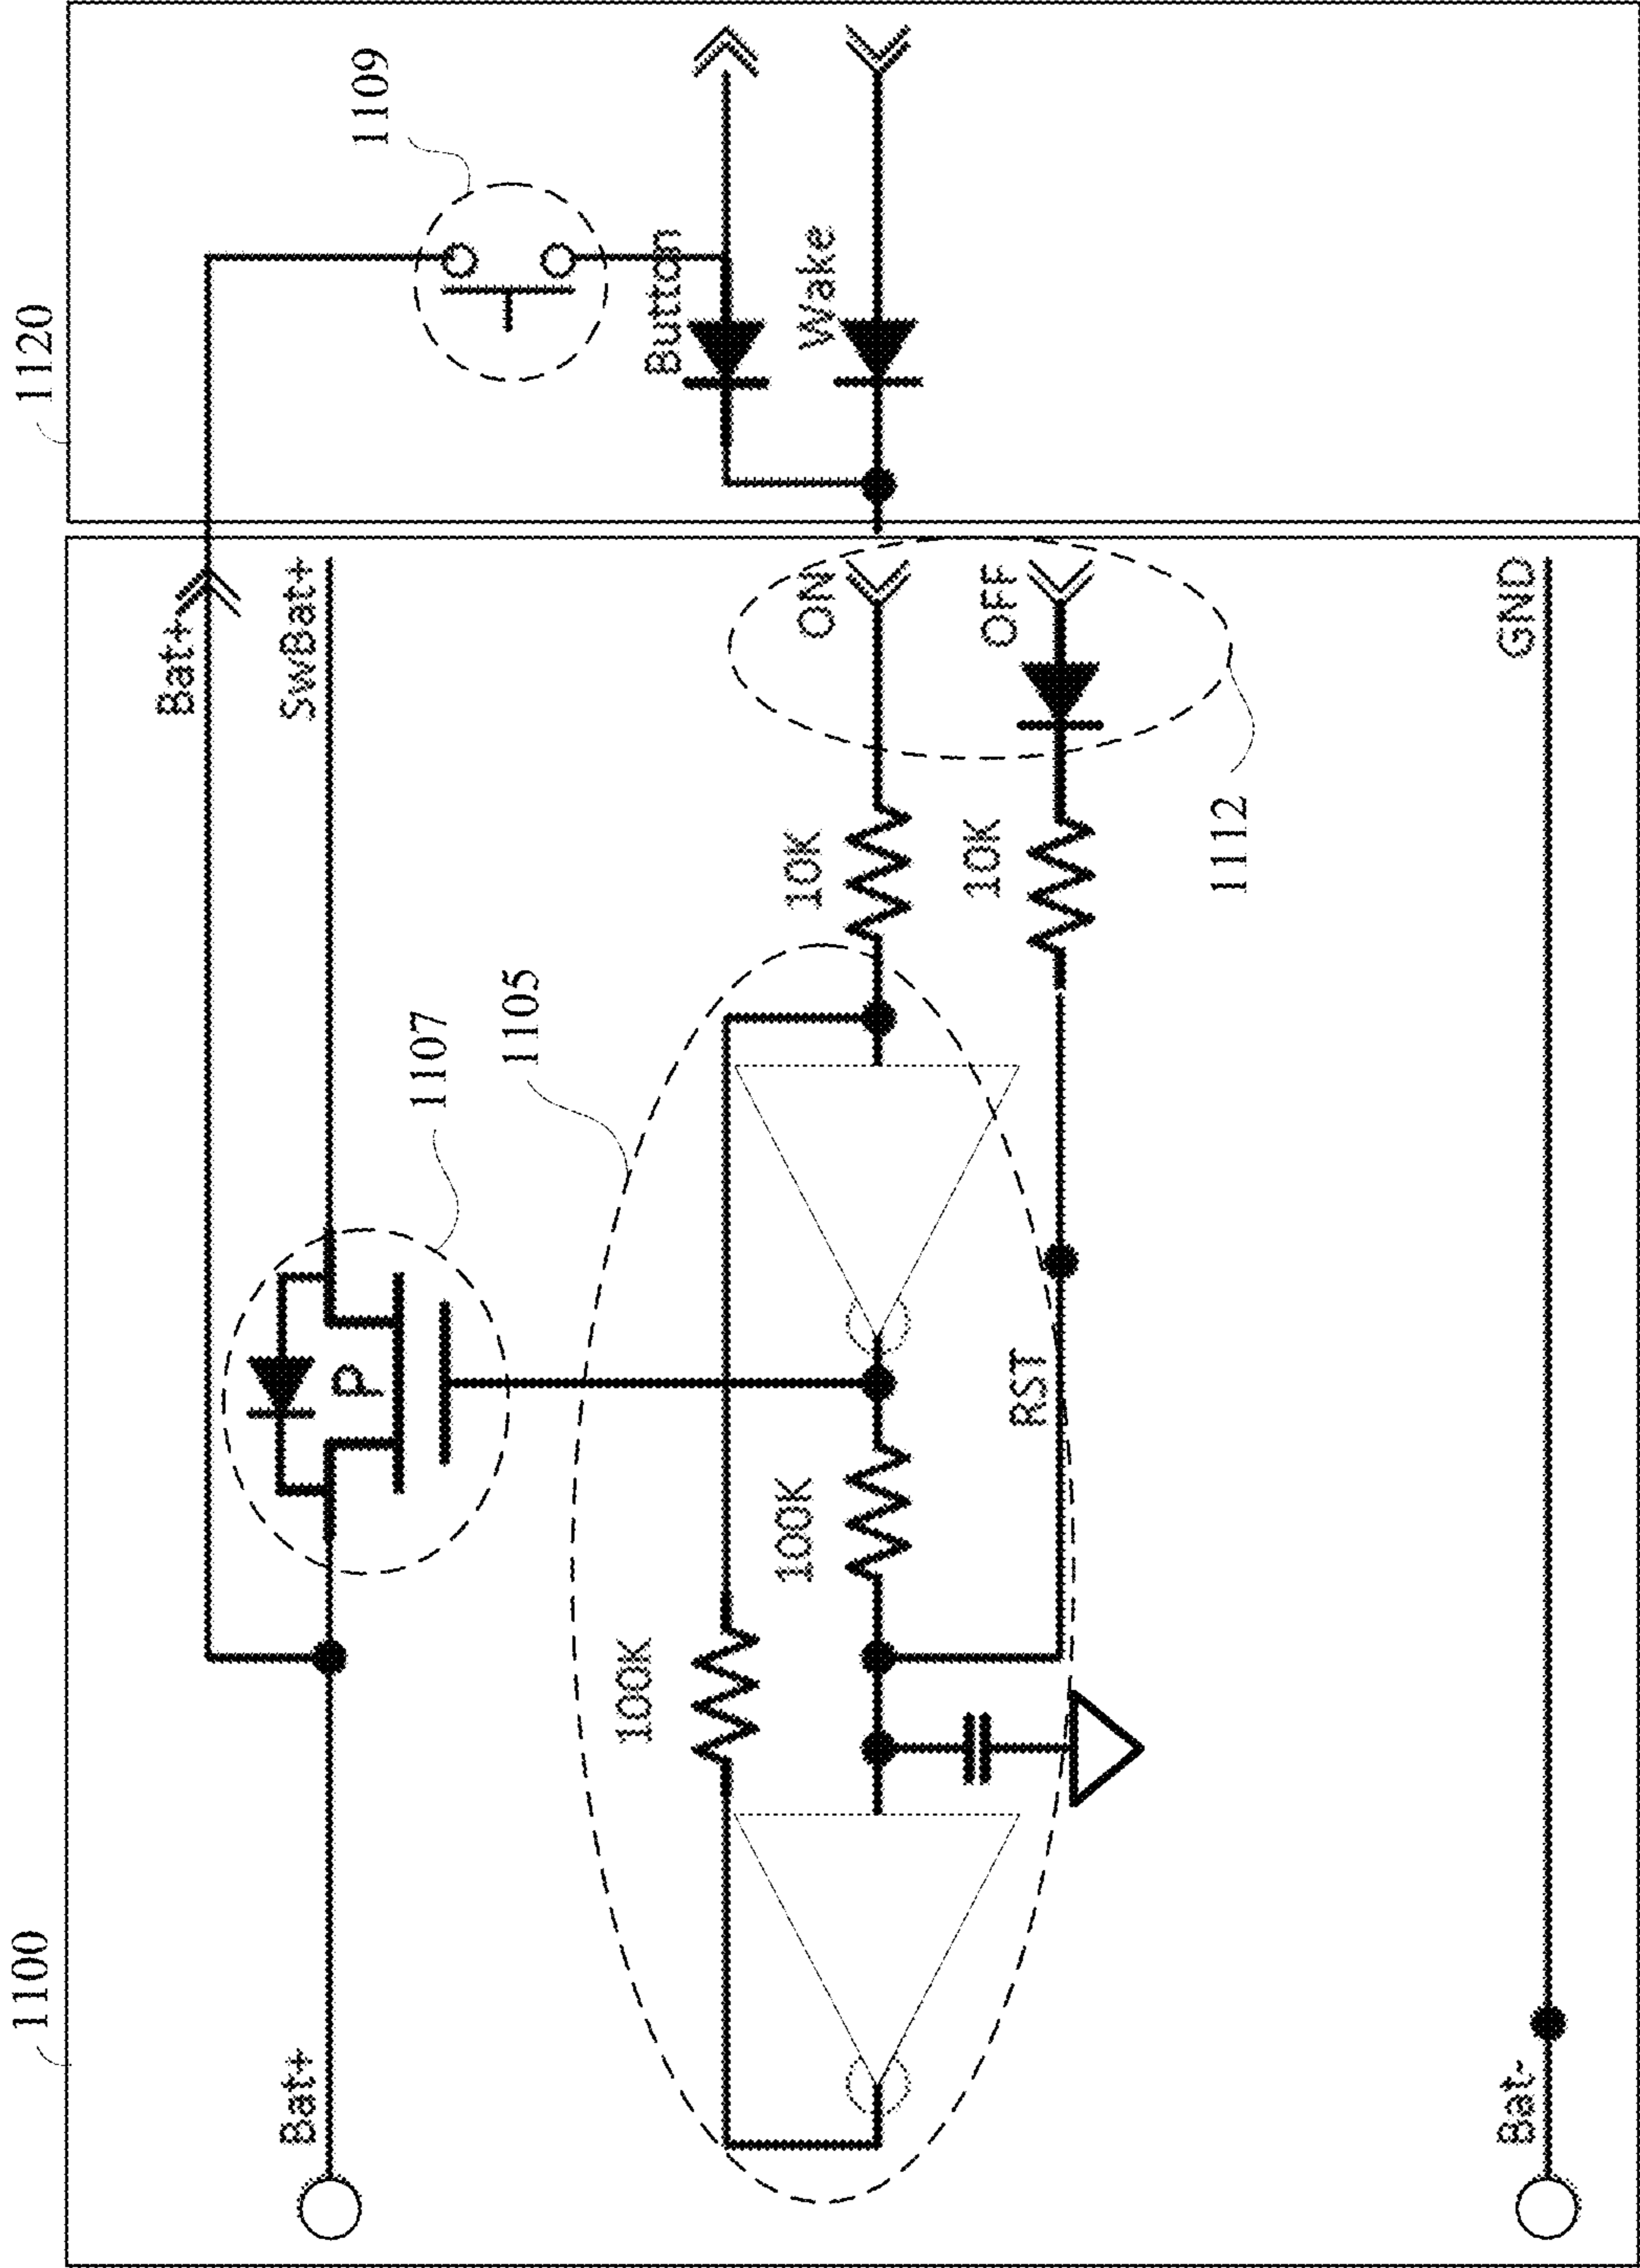 1100
1120
Bat+
Bat+
SwBat+
1107
1105
1109
P
100K
100K
RST
10K
10K
ON
OFF
1112
Button
Wake
Bat-
GND